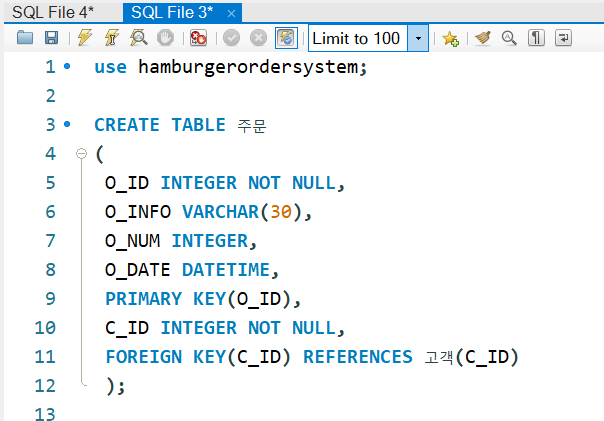 SQL File 4* SQL File 3* ×
Limit to 100
1 use hamburgerordersystem;
2
3 CREATE TABLE 주문
4 (
5 O_ID INTEGER NOT NULL,
6 O_INFO VARCHAR(30),
7 O_NUM INTEGER,
8 O_DATE DATETIME,
9 PRIMARY KEY(O_ID),
10 C_ID INTEGER NOT NULL,
11 FOREIGN KEY(C_ID) REFERENCES 고객(C_ID)
12 );
13